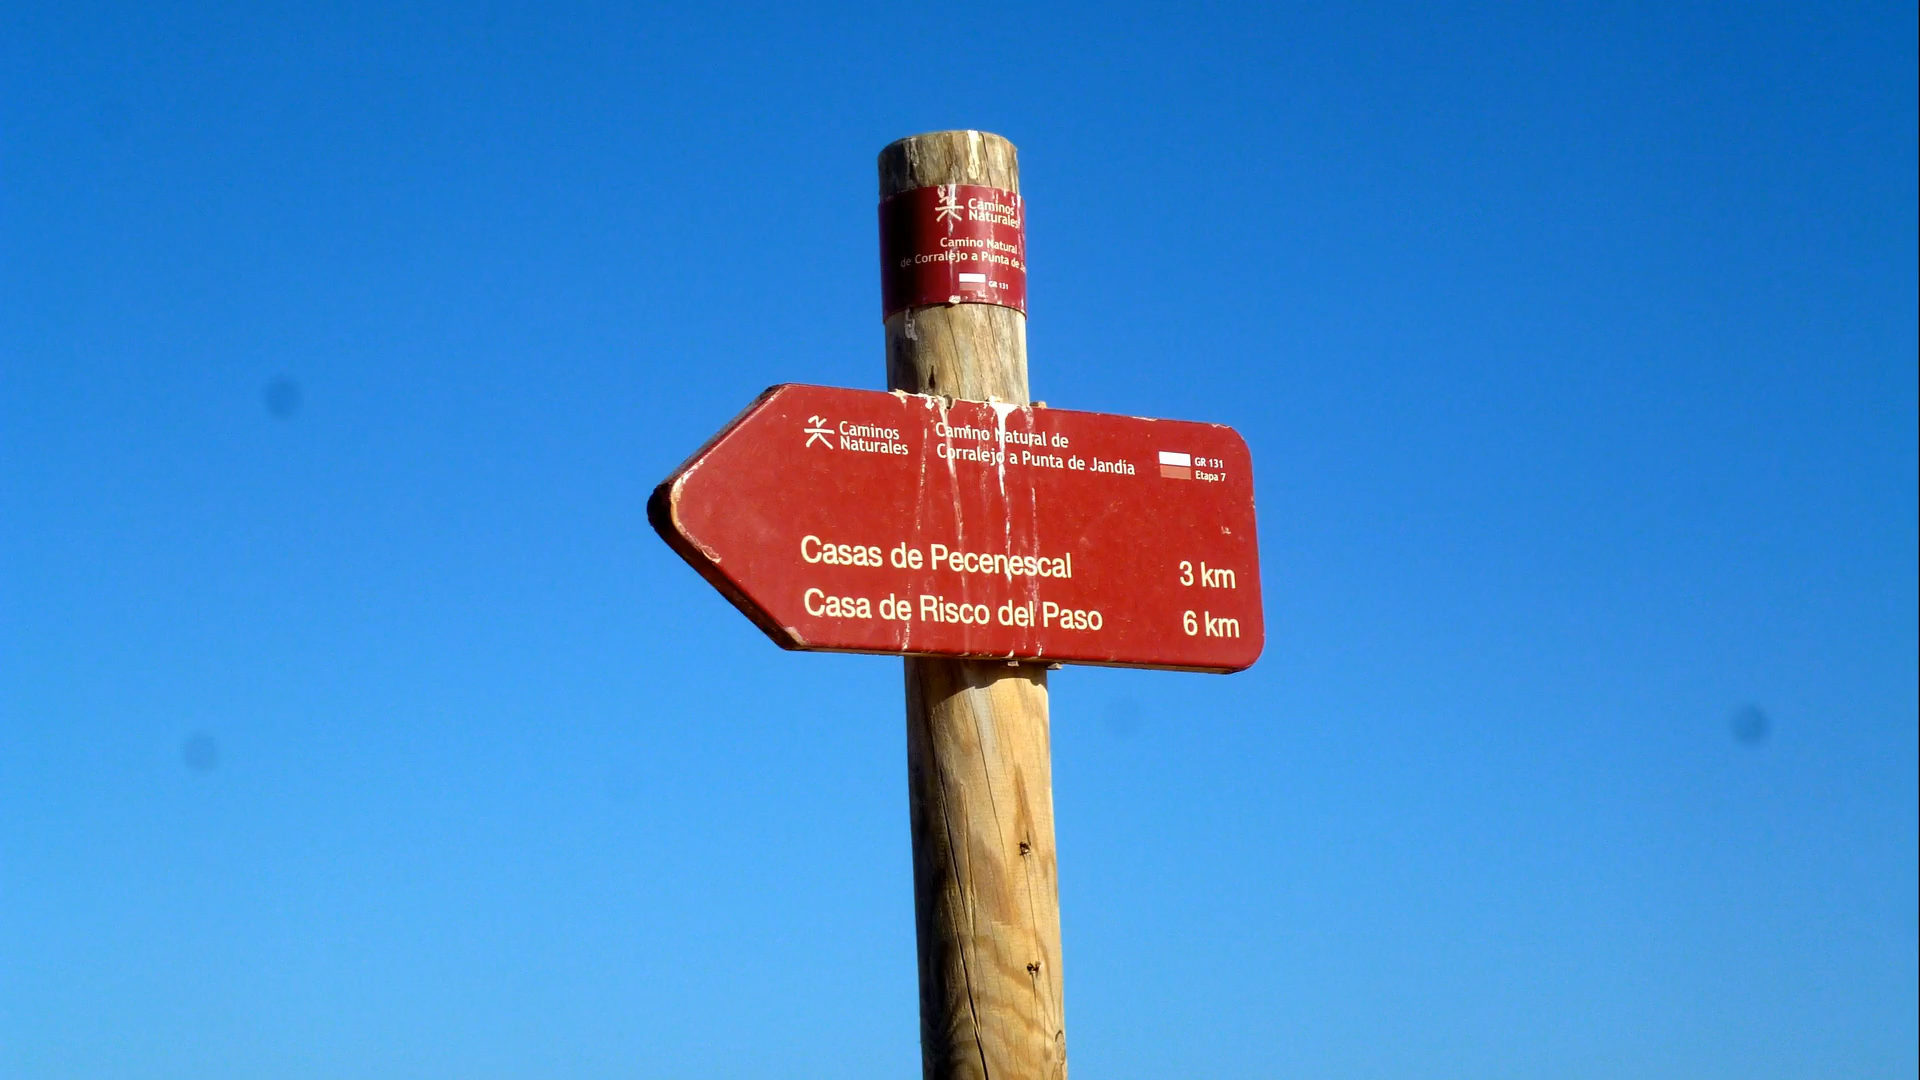 Caminos
Naturales
Camino Natural
de Corralejo a Punta de
GR 131
Caminos
Naturales
Camino Natural de
Corralejo a Punta de Jandía
GR 131
Etapa 7
Casas de Pecenescal 3 km
Casa de Risco del Paso 6 km